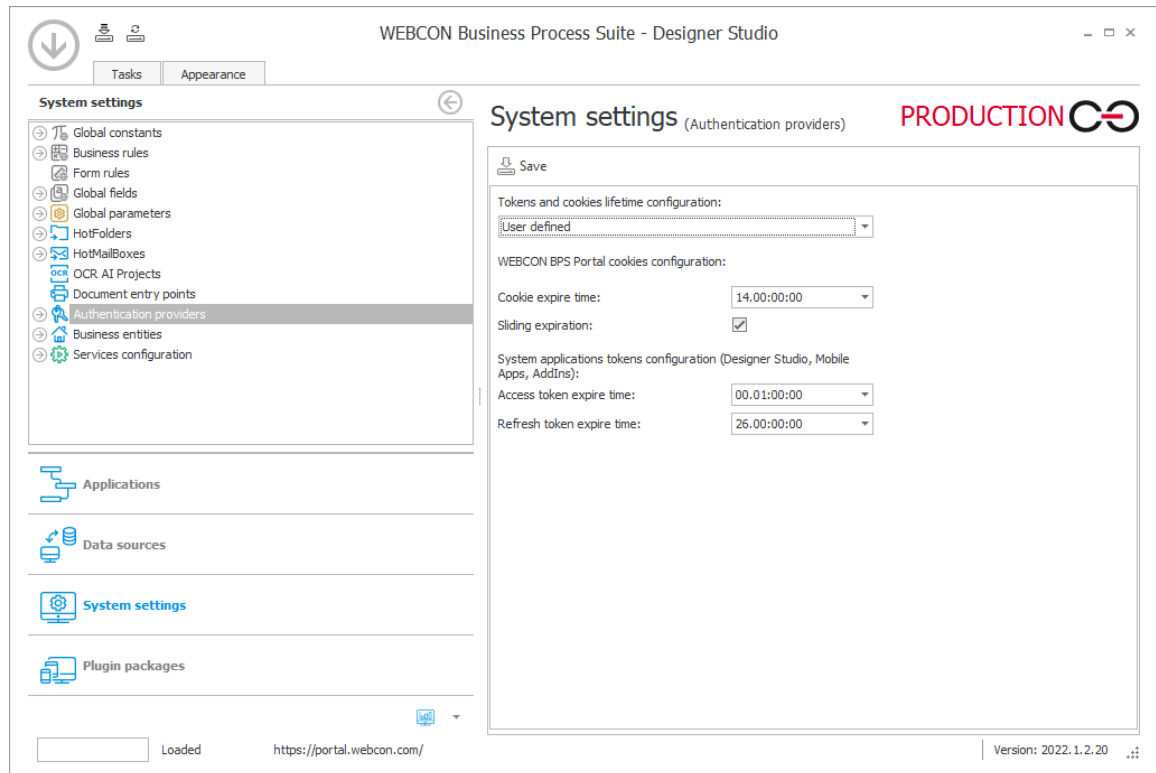 WEBCON Business Process Suite - Designer Studio
Tasks
Appearance
System settings
Global constants
Business rules
Form rules
Global fields
Global parameters
HotFolders
HotMailBoxes
OCR
OCR AI Projects
Document entry points
Authentication providers
Business entities
Services configuration
Applications
Data sources
System settings
Plugin packages
System settings (Authentication providers)
PRODUCTION
Save
Tokens and cookies lifetime configuration:
User defined
WEBCON BPS Portal cookies configuration:
Cookie expire time: 14.00:00:00
Sliding expiration:
System applications tokens configuration (Designer Studio, Mobile
Apps, AddIns):
Access token expire time: 00.01:00:00
Refresh token expire time: 26.00:00:00
Loaded
https://portal.webcon.com/
Version: 2022.1.2.20